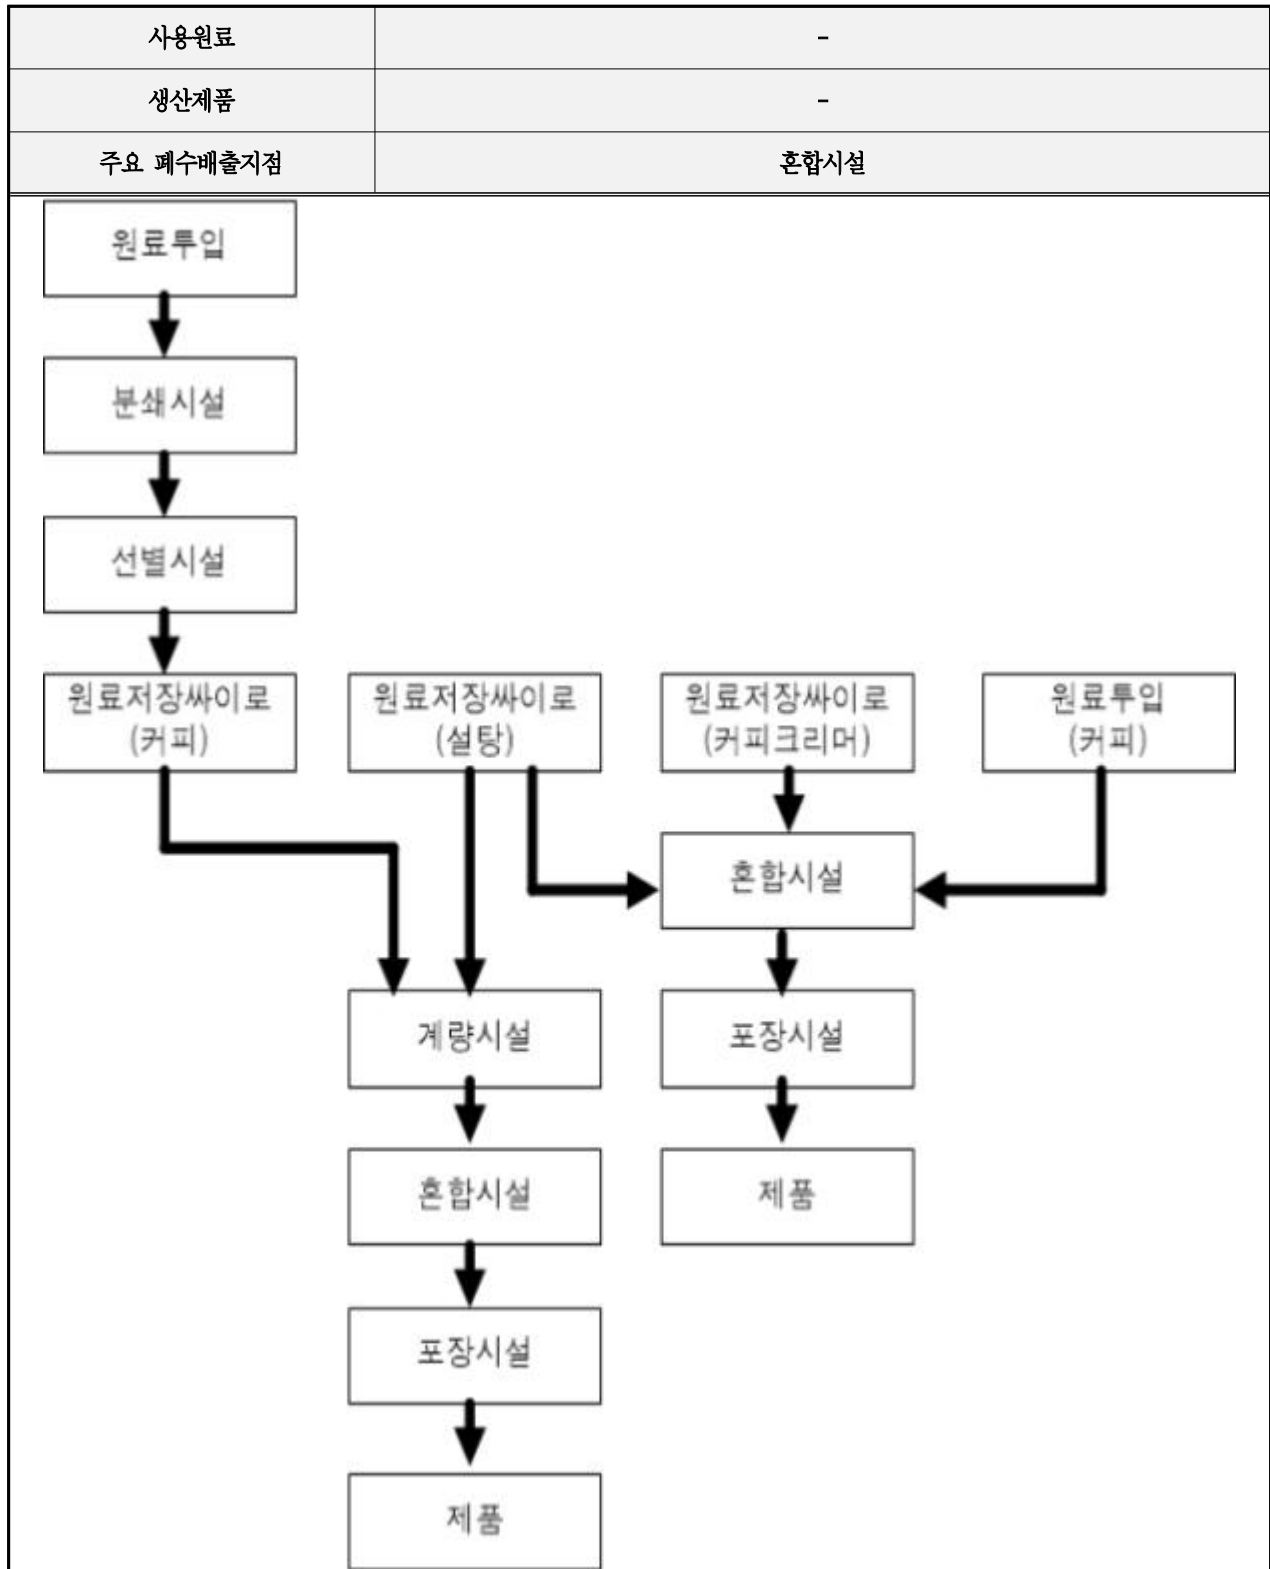 사용원료
-
생산제품
-
주요 폐수배출지점
혼합시설
원료투입
분쇄시설
선별시설
원료저장싸이로
(커피)
원료저장싸이로
(설탕)
원료저장싸이로
(커피크리머)
원료투입
(커피)
혼합시설
계량시설
포장시설
혼합시설
제품
포장시설
제품